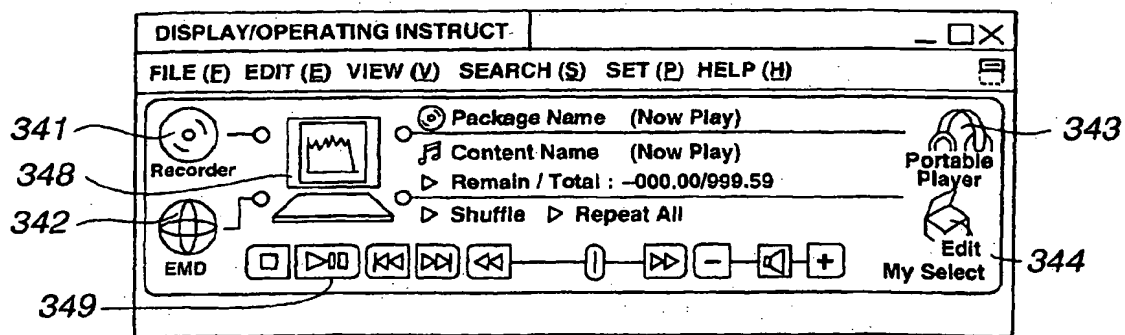 DISPLAY/OPERATING INSTRUCT
FILE (F) EDIT (E) VIEW (V) SEARCH (S) SET (P) HELP (H)
341
Recorder
348
342
EMD
349
Package Name (Now Play)
Content Name (Now Play)
Remain / Total : –000.00/999.59
Shuffle Repeat All
343
Portable
Player
Edit
My Select
344